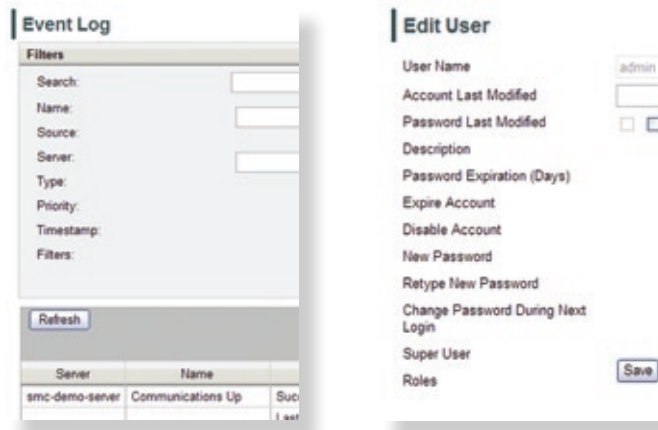 Event Log
Filters
Search:
Name:
Source:
Server:
Type:
Priority:
Timestamp:
Filters:
Refresh
Server Name
smc-demo-server Communications Up
Edit User
User Name admin
Account Last Modified
Password Last Modified
Description
Password Expiration (Days)
Expire Account
Disable Account
New Password
Retype New Password
Change Password During Next
Login
Super User
Roles
Save